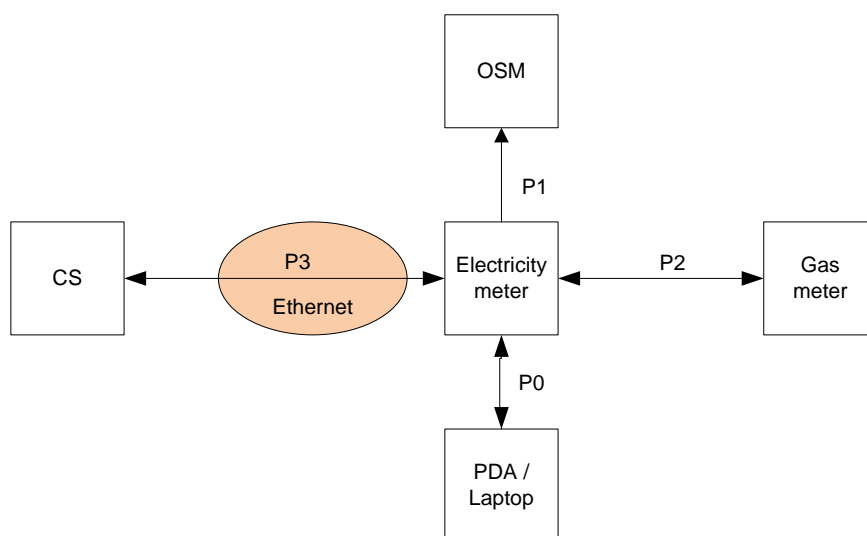 OSM
P1
CS
P3
Ethernet
Electricity
meter
P2
Gas
meter
P0
PDA /
Laptop